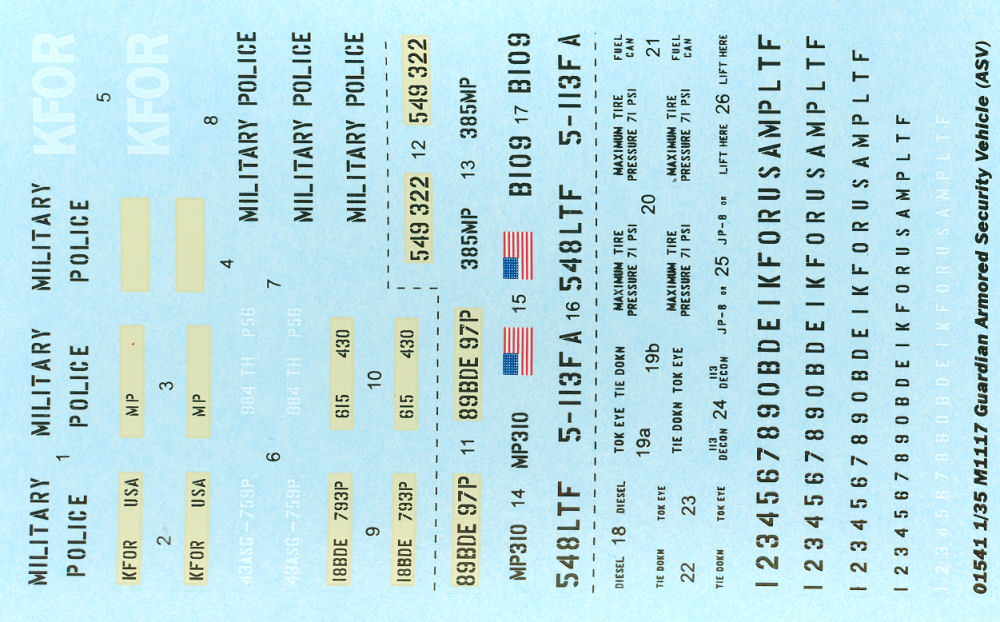 MILITARY MILITARY MILITARY KFOR
1
POLICE POLICE POLICE
5
KFOR USA MP KFOR
2 3
KFOR USA MP
8
4
43ASG-759P 984 TH P56 MILITARY POLICE
6 7
43ASG-759P 984 TH P56 MILITARY POLICE
18BDE 793P 615 430 MILITARY POLICE
9 10
18BDE 793P 615 430 549 322 12 549 322
89BDE 97P 11 89BDE 97P 385MP 13 385MP
MP310 14 MP310 15 B109 17 B109
548LTF 5-113FA 16 548LTF 5-113FA
DIESEL 18 DIESEL TOK EYE TIE DOKN MAXIMUM TIRE MAXIMUM TIRE FUEL
PRESSURE 71 PSI PRESSURE 71 PSI CAN
19a 19b 20 21
TIE DOKN TOK EYE TIE DOKN TOK EYE MAXIMUM TIRE MAXIMUM TIRE FUEL
PRESSURE 71 PSI PRESSURE 71 PSI CAN
22 23
TIE DOKN TOK EYE 113 DECON 24 113 DECON JP-8 OR 25 JP-8 OR LIFT HERE 26 LIFT HERE
1234567890BDEIKFORUSAMPLTF
1234567890BDEIKFORUSAMPLTF
1234567890BDEIKFORUSAMPLTF
1234567890BDEIKFORUSAMPLTF
1234567890BDEIKFORUSAMPLTF
01541 1/35 M1117 Guardian Armored Security Vehicle (ASV)